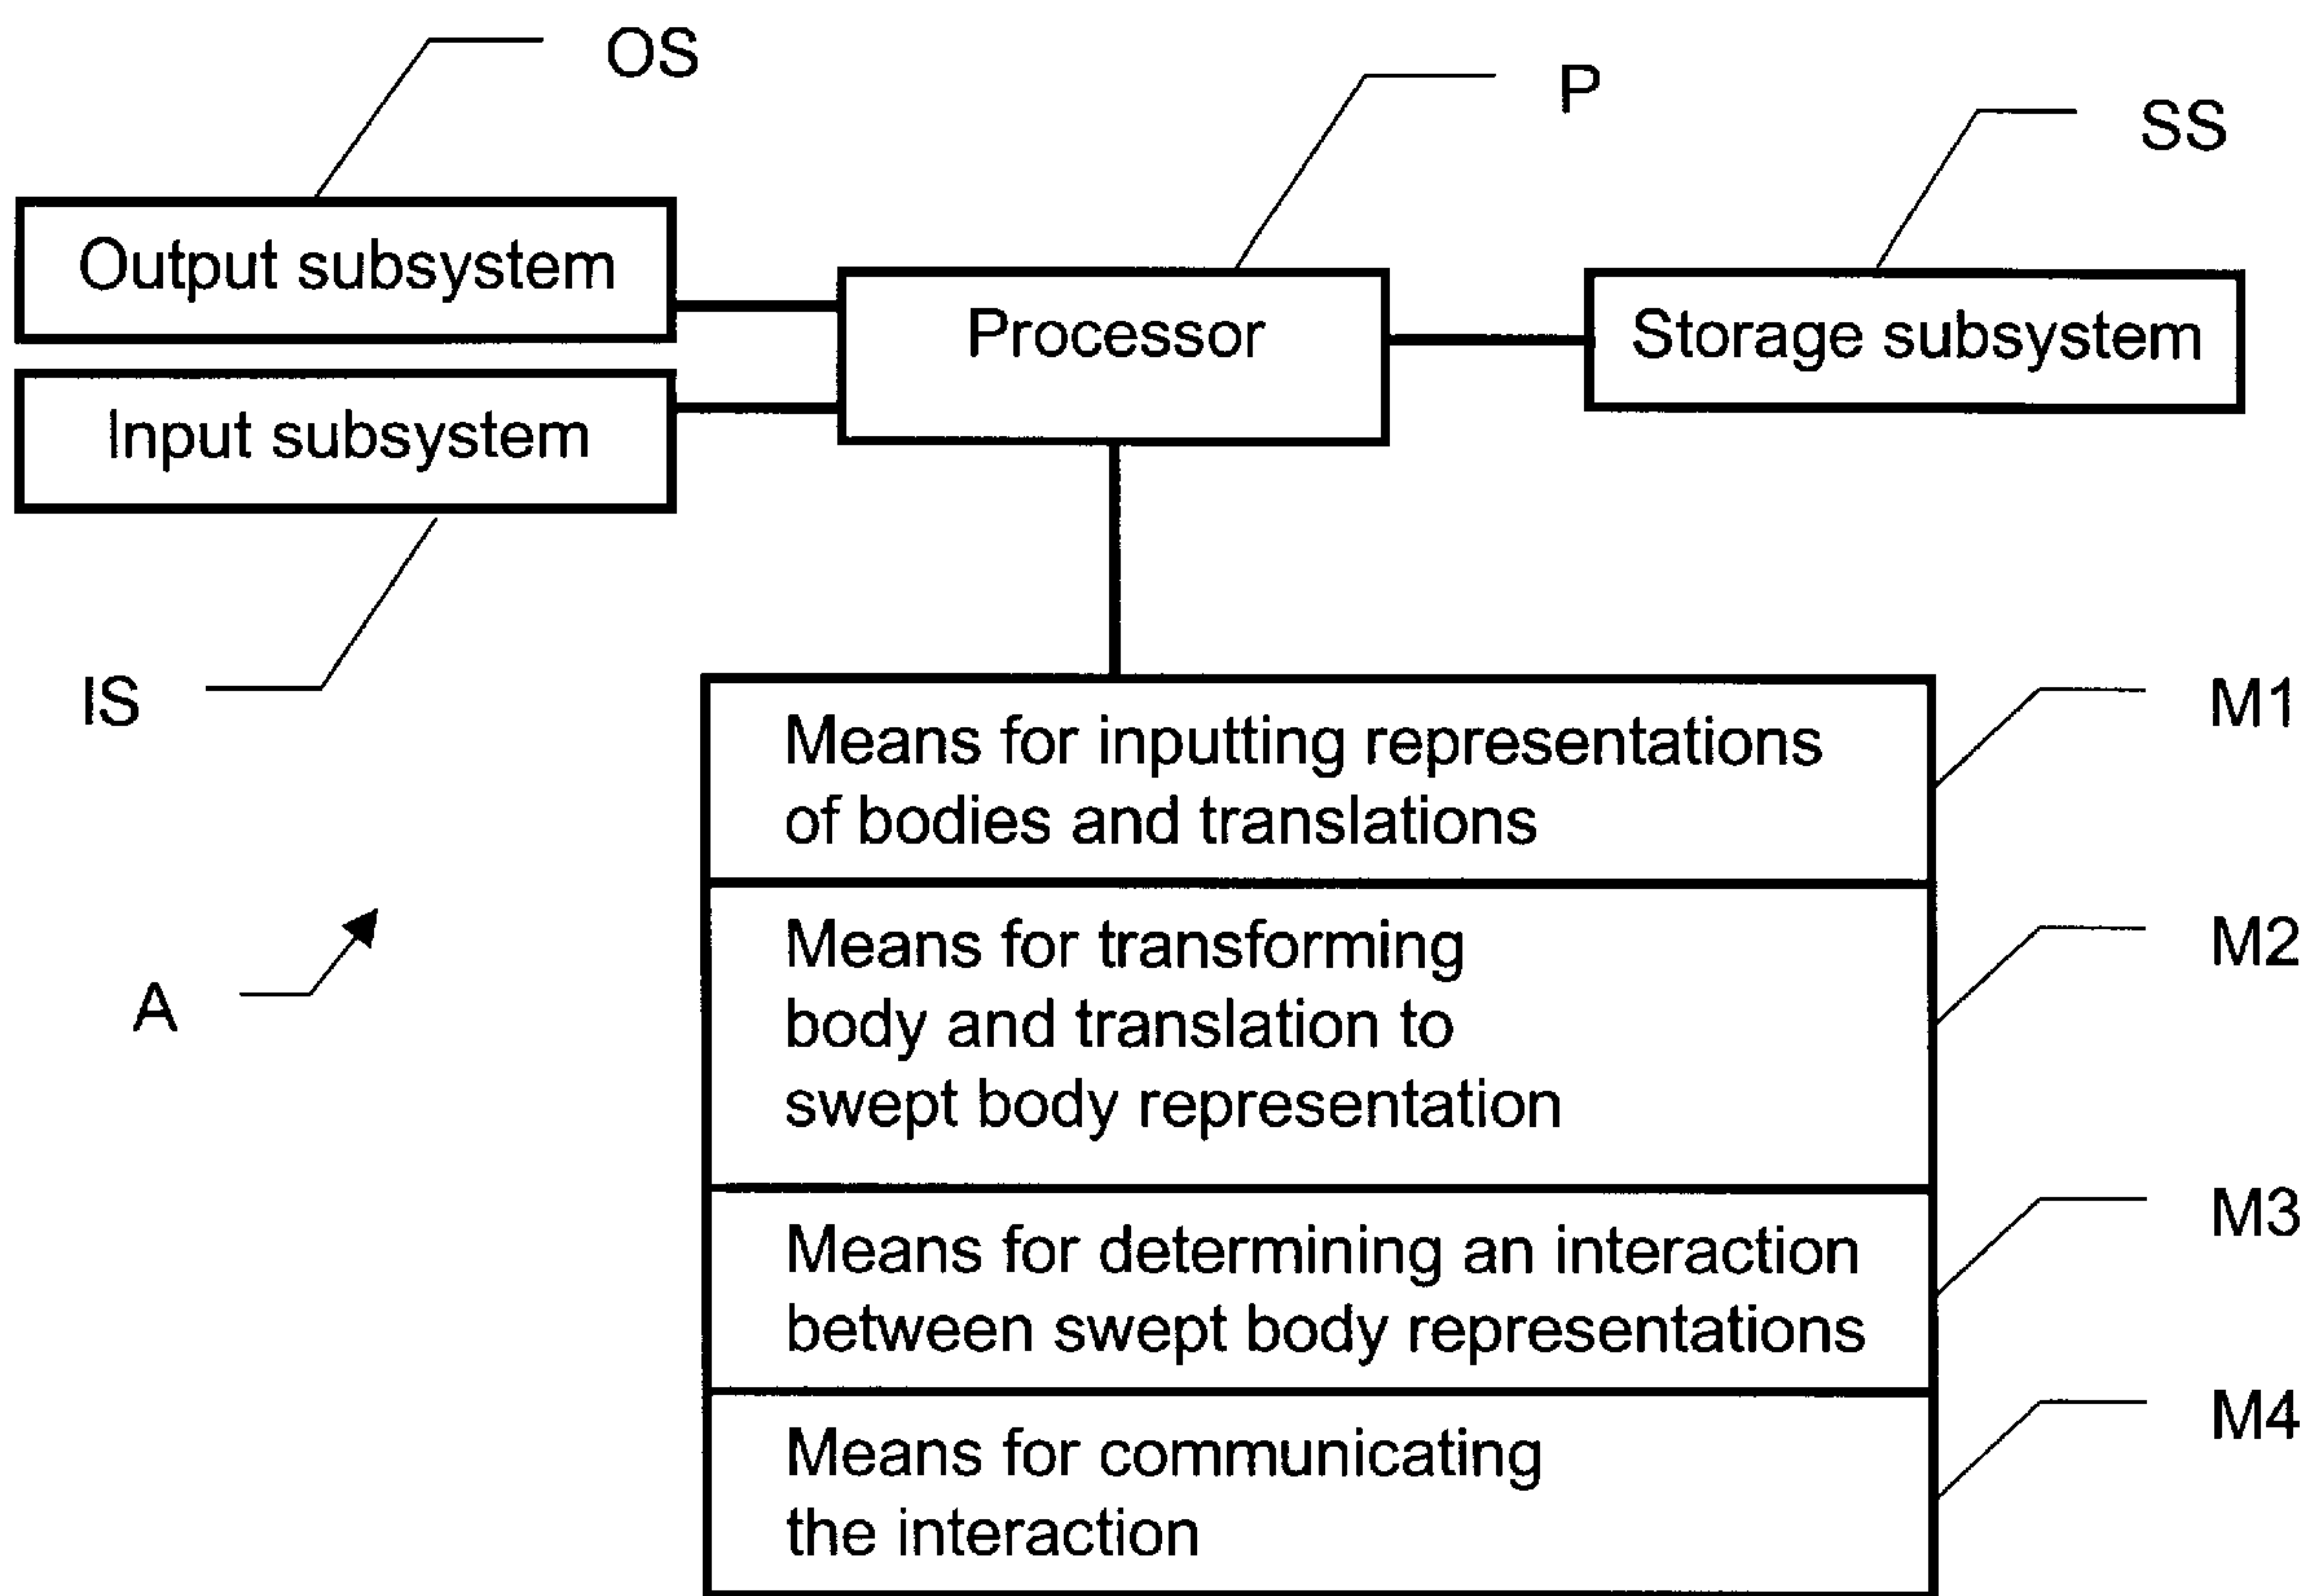 OS
P
SS
Output subsystem
Processor
Storage subsystem
Input subsystem
IS
M1
Means for inputting representations
of bodies and translations
M2
Means for transforming
body and translation to
swept body representation
A
M3
Means for determining an interaction
between swept body representations
M4
Means for communicating
the interaction